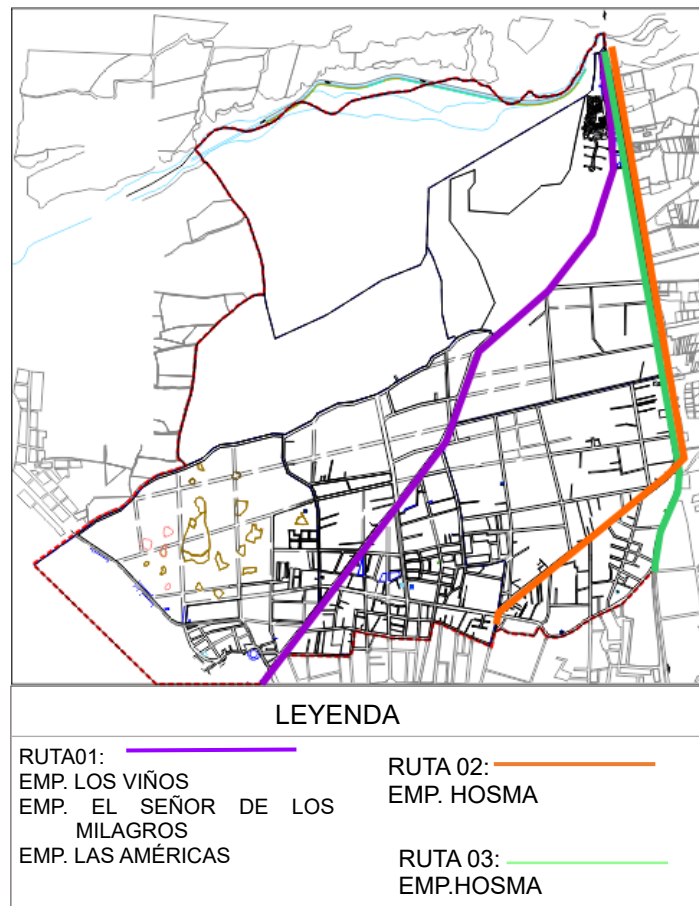 LEYENDA
RUTA01:
EMP. LOS VIÑOS
EMP. EL SEÑOR DE LOS
MILAGROS
EMP. LAS AMÉRICAS
RUTA 02:
EMP. HOSMA
RUTA 03:
EMP.HOSMA